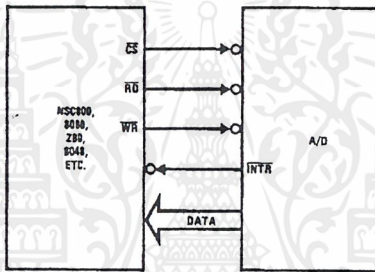 CS
RD
NSC800,
8080,
Z80,
8048,
ETC.
WR
A/D
INTR
DATA